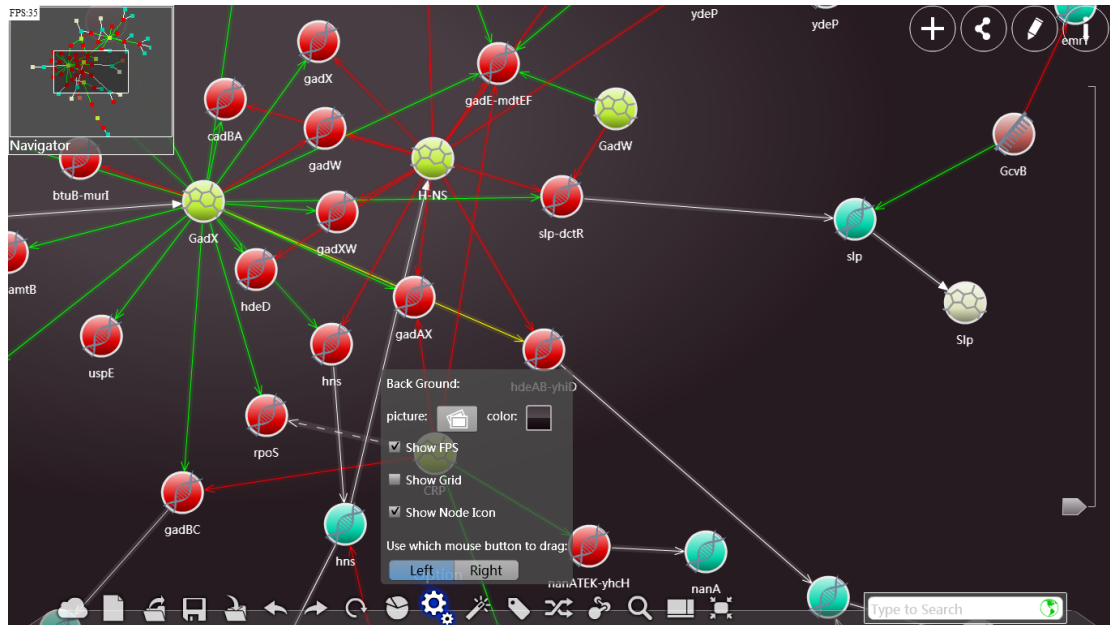 FPS:35
ydeP
ydeP
emrY
gadX
gadE-mdtEF
cadBA
Navigator
gadW
GadW
GcvB
btuB-murI
H-NS
GadX
gadXW
slp-dctR
slp
amtB
hdeD
gadAX
Slp
uspE
hns
Back Ground:
hdeAB-yhiD
picture:
color:
Show FPS
rpoS
Show Grid
CRP
gadBC
Show Node Icon
Use which mouse button to drag:
Left
Right
Option
hns
nanATEK-yhcH
nanA
Type to Search